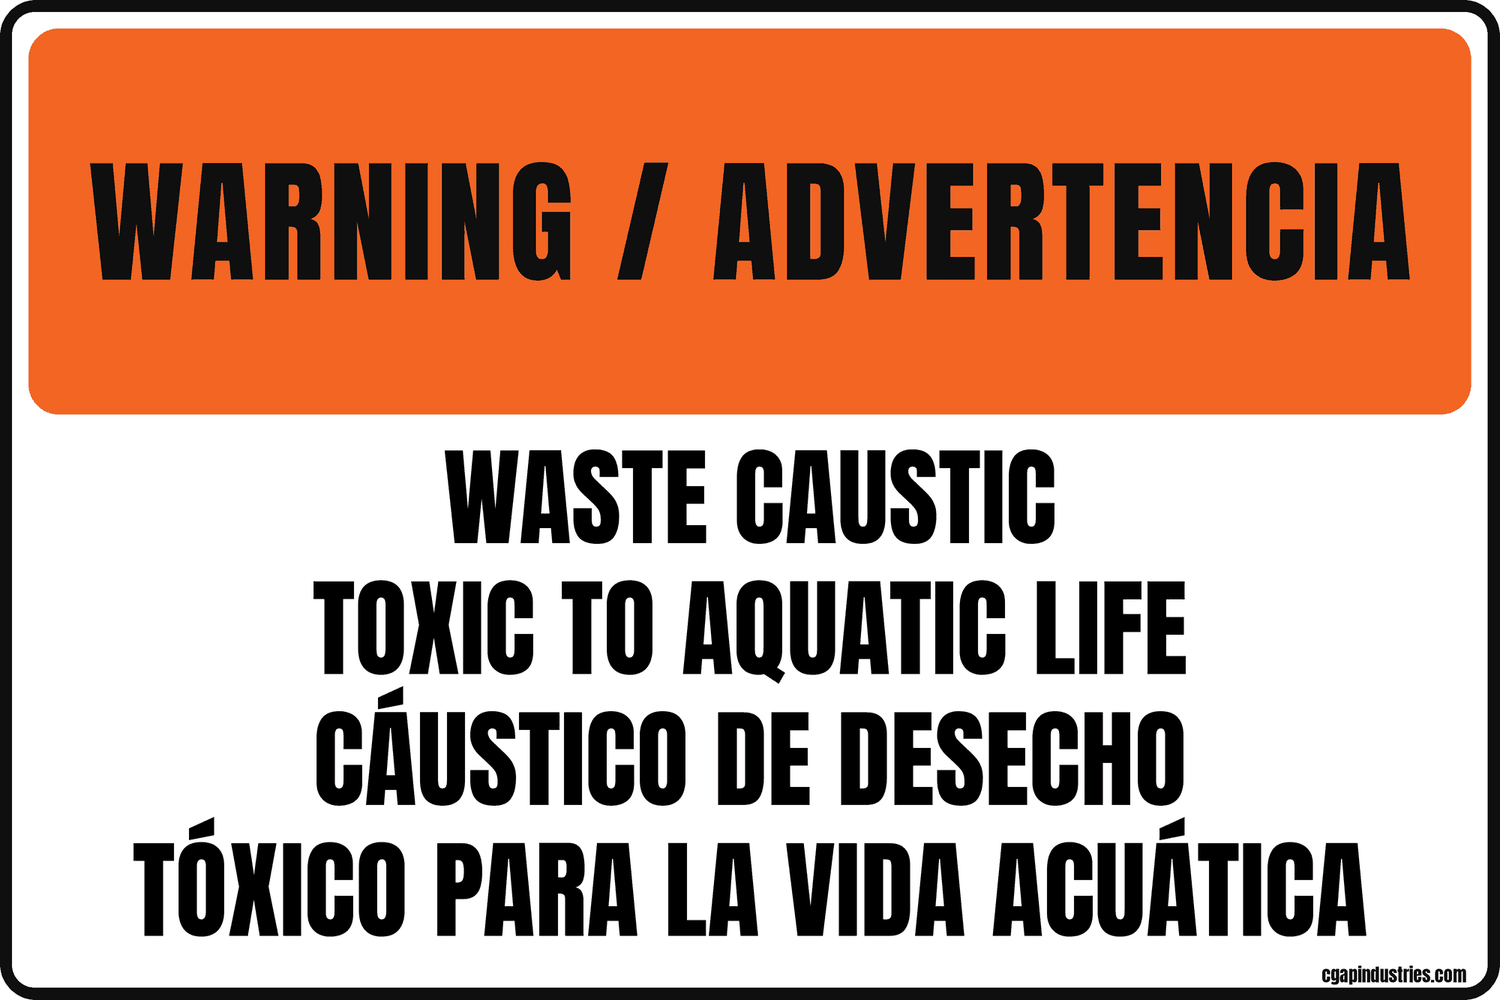 WARNING / ADVERTENCIA
WASTE CAUSTIC
TOXIC TO AQUATIC LIFE
CÁUSTICO DE DESECHO
TÓXICO PARA LA VIDA ACUÁTICA
cgapindustries.com